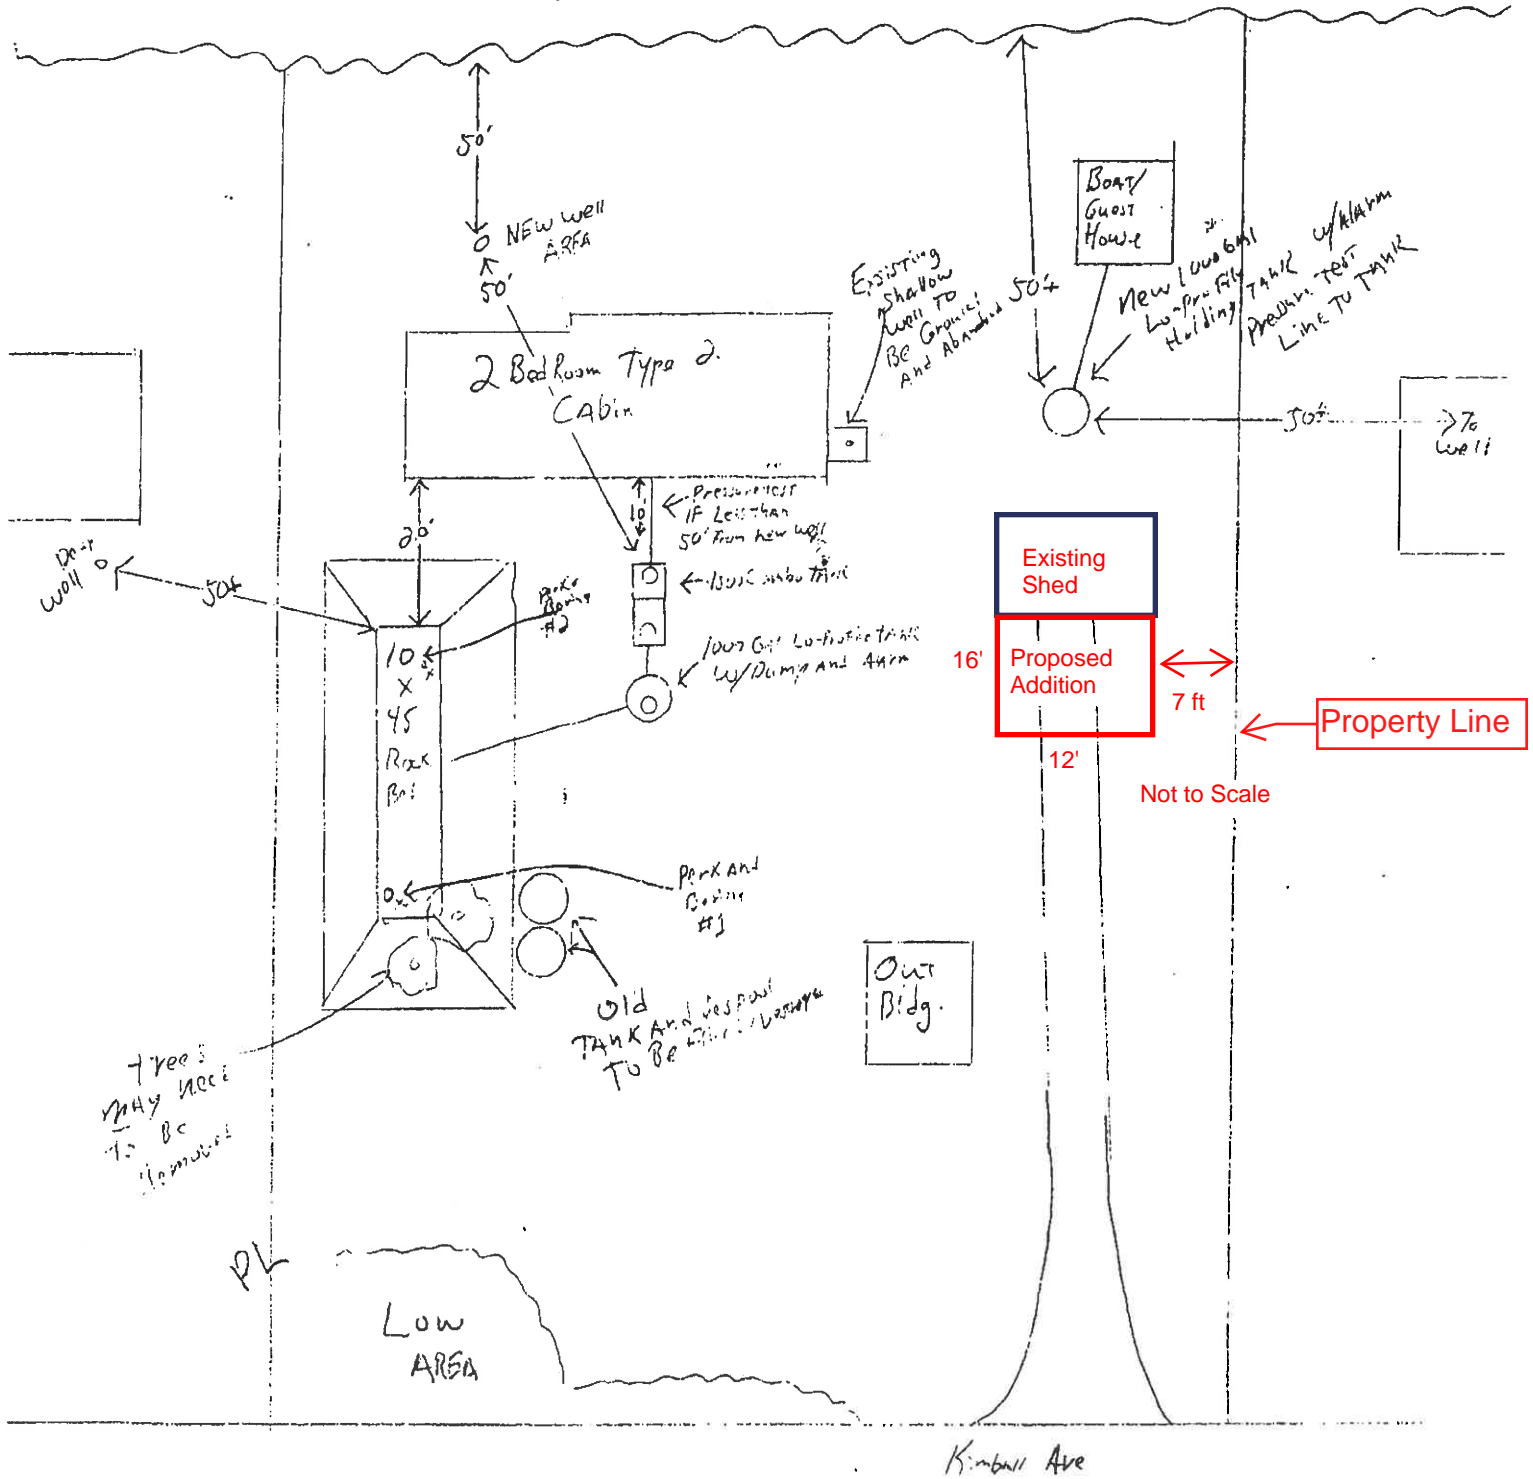 50'
NEW well
AREA
50'
BOAT/
Guest
House
50'±
New 1000 GAl
Lo-Profile
Holding TANK w/AlArm
Pressure Test
Line To TANK
Existing
Shallow
Well TO
BE Grouted
And Abandoned
2 BedRoom Type 2.
CAbin
50±
To
Well
Pressure test
IF Less than
50' From new well
10'
20'
Deep
Well
50±
Boring
#2
10
X
45
Rock
Bed
1000 Gal Lo-Profile tank
W/Pump and Alarm
Existing
Shed
Proposed
Addition
16'
12'
7 ft
Property Line
Not to Scale
Perk And
Boring
#1
Old
TANK And Cesspool
To Be
Out
Bldg.
trees
mAy Need
To Be
Removed
PL
Low
AREA
Kimball Ave